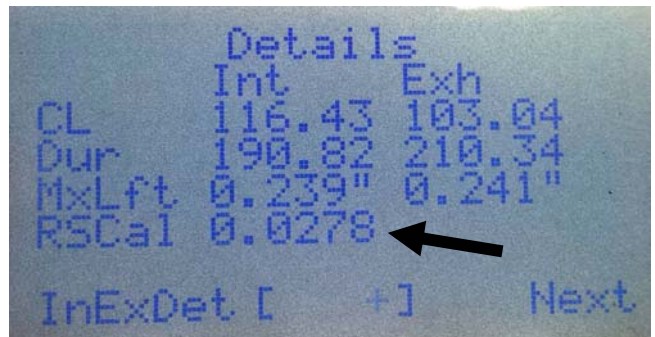 Details
Int Exh
CL 116.43 103.04
Dur 190.82 210.34
MxLft 0.239" 0.241"
RSCal 0.0278
InExDet [ +] Next